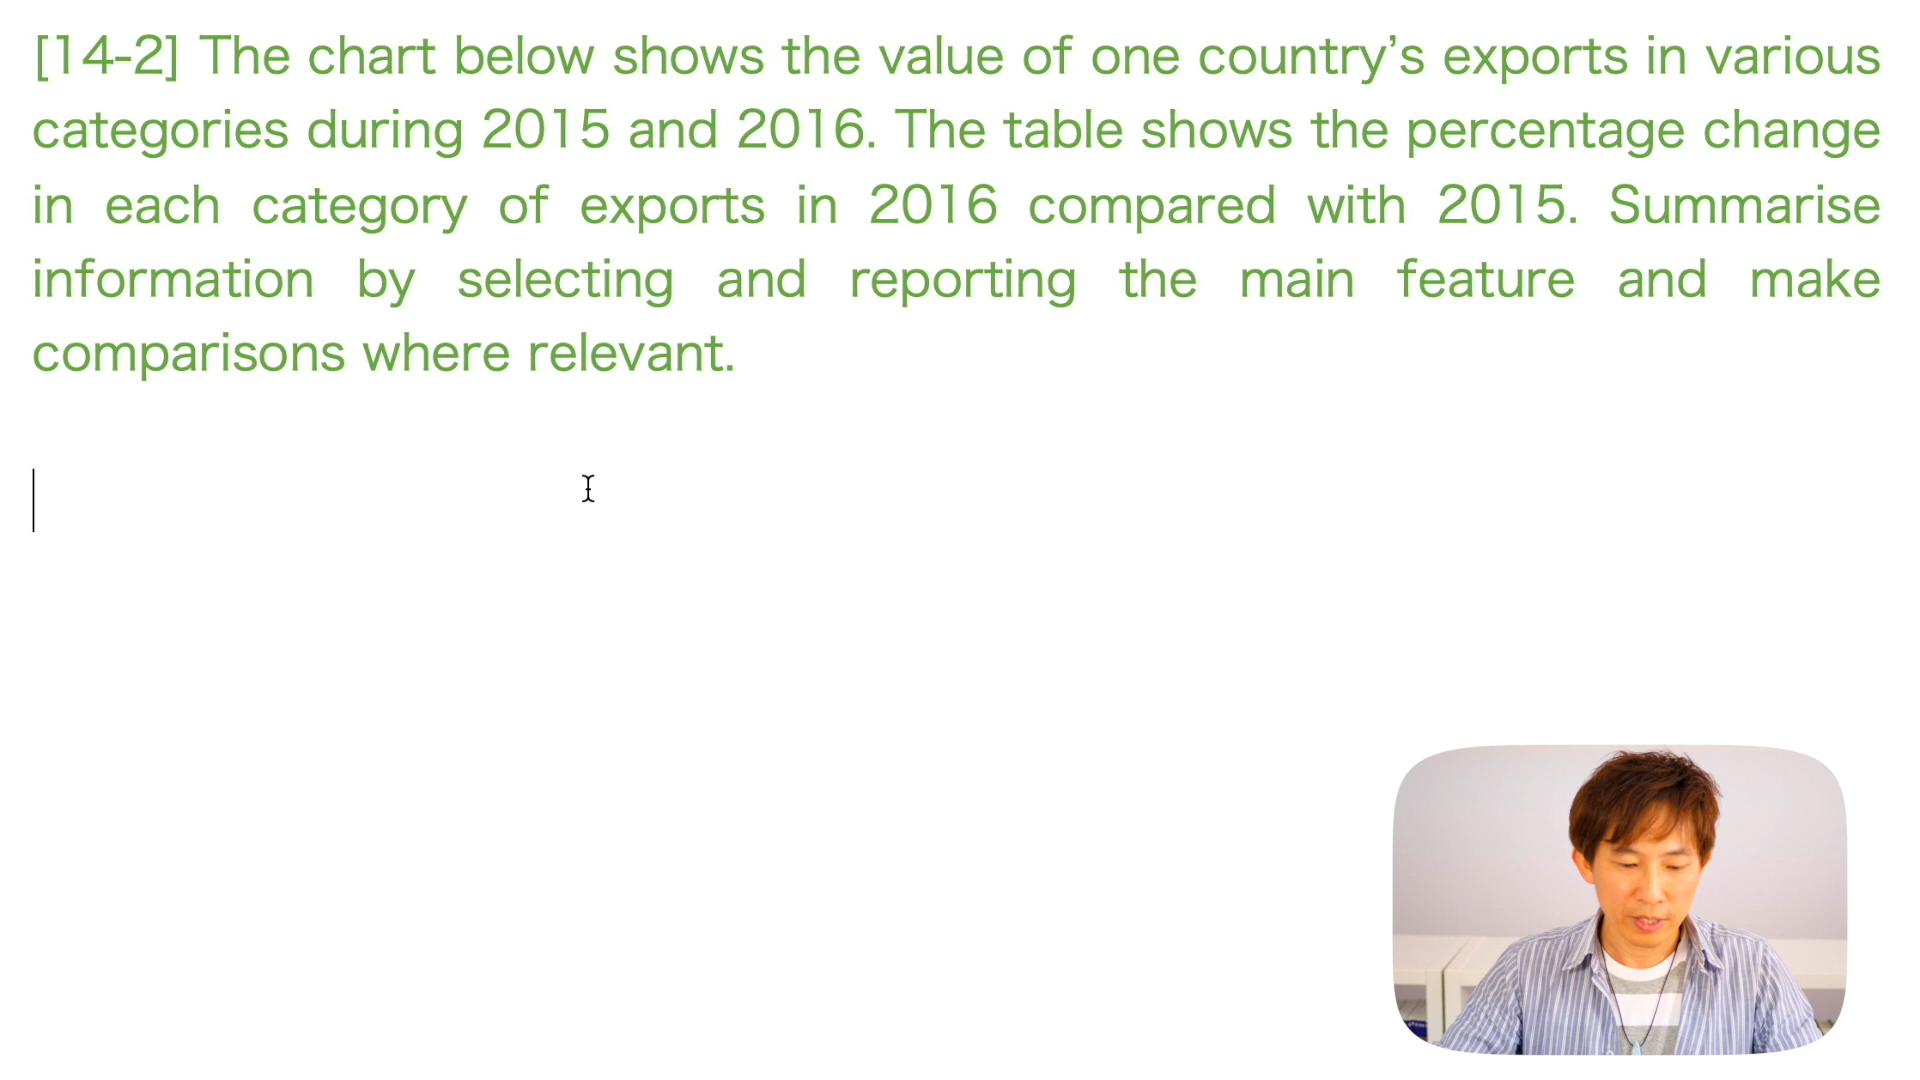 [14-2] The chart below shows the value of one country’s exports in various
categories during 2015 and 2016. The table shows the percentage change
in each category of exports in 2016 compared with 2015. Summarise
information by selecting and reporting the main feature and make
comparisons where relevant.